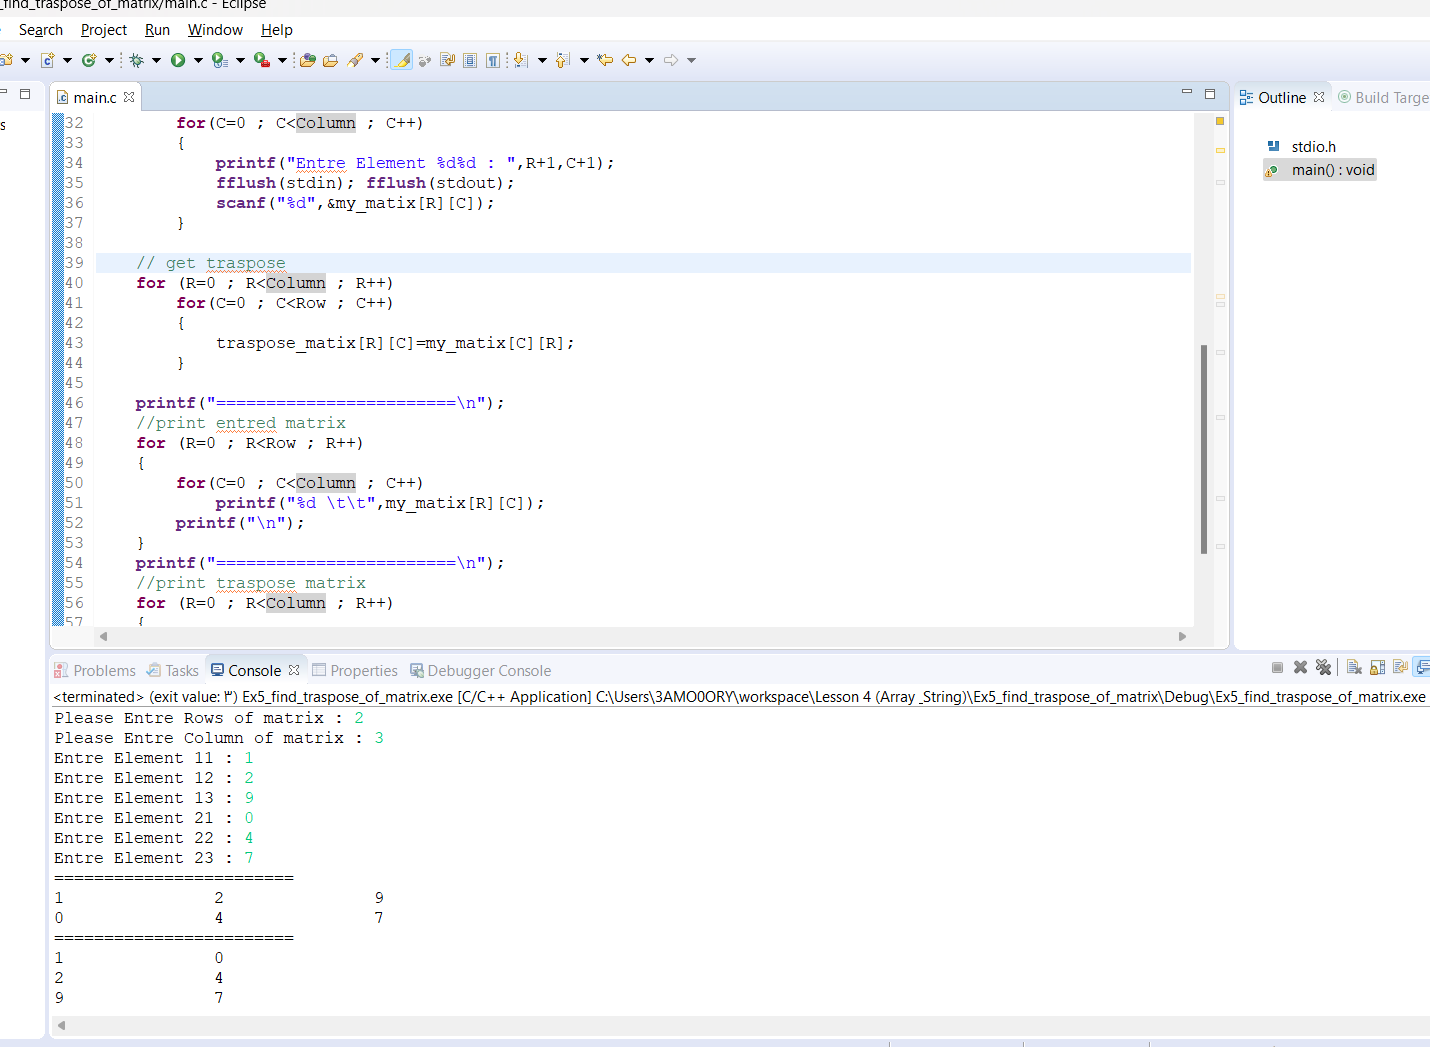 _find_traspose_of_matrix/main.c - Eclipse
Search Project Run Window Help
main.c
Outline Build Targe
s
stdio.h
main() : void
32 for(C=0 ; C<Column ; C++)
33 {
34 printf("Entre Element %d%d : ",R+1,C+1);
35 fflush(stdin); fflush(stdout);
36 scanf("%d",&my_matix[R][C]);
37 }
38
39 // get traspose
40 for (R=0 ; R<Column ; R++)
41 for(C=0 ; C<Row ; C++)
42 {
43 traspose_matix[R][C]=my_matix[C][R];
44 }
45
46 printf("========================\n");
47 //print entred matrix
48 for (R=0 ; R<Row ; R++)
49 {
50 for(C=0 ; C<Column ; C++)
51 printf("%d \t\t",my_matix[R][C]);
52 printf("\n");
53 }
54 printf("========================\n");
55 //print traspose matrix
56 for (R=0 ; R<Column ; R++)
57 {
Problems Tasks Console Properties Debugger Console
<terminated> (exit value: ٣) Ex5_find_traspose_of_matrix.exe [C/C++ Application] C:\Users\3AMO0ORY\workspace\Lesson 4 (Array _String)\Ex5_find_traspose_of_matrix\Debug\Ex5_find_traspose_of_matrix.exe
Please Entre Rows of matrix : 2
Please Entre Column of matrix : 3
Entre Element 11 : 1
Entre Element 12 : 2
Entre Element 13 : 9
Entre Element 21 : 0
Entre Element 22 : 4
Entre Element 23 : 7
========================
1 2 9
0 4 7
========================
1 0
2 4
9 7